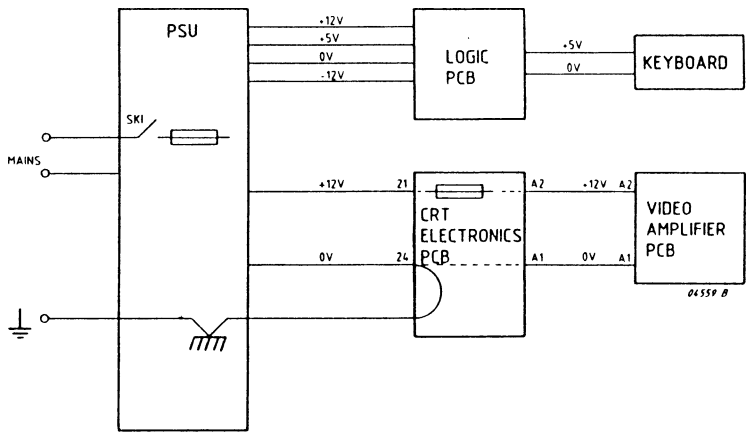 PSU
+12V
+5V
0V
-12V
LOGIC
PCB
+5V
0V
KEYBOARD
SK1
MAINS
+12V
21
CRT
ELECTRONICS
PCB
A2
+12V
A2
VIDEO
AMPLIFIER
PCB
0V
24
A1
0V
A1
04559 B